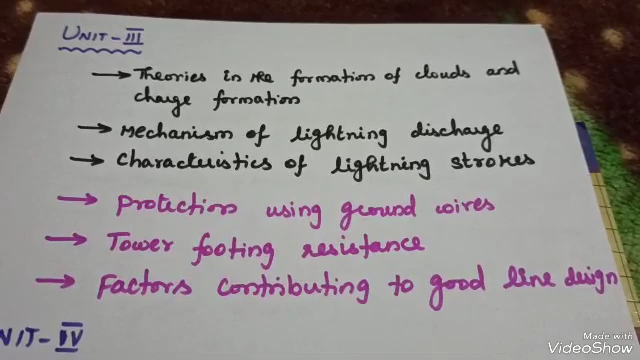 UNIT-III
→ Theories in the formation of clouds and
charge formation
→ Mechanism of lightning discharge
→ Characteristics of lightning strokes
→ Protection using ground wires
→ Tower footing resistance
→ Factors contributing to good line design
NIT-IV
Made with
VideoShow